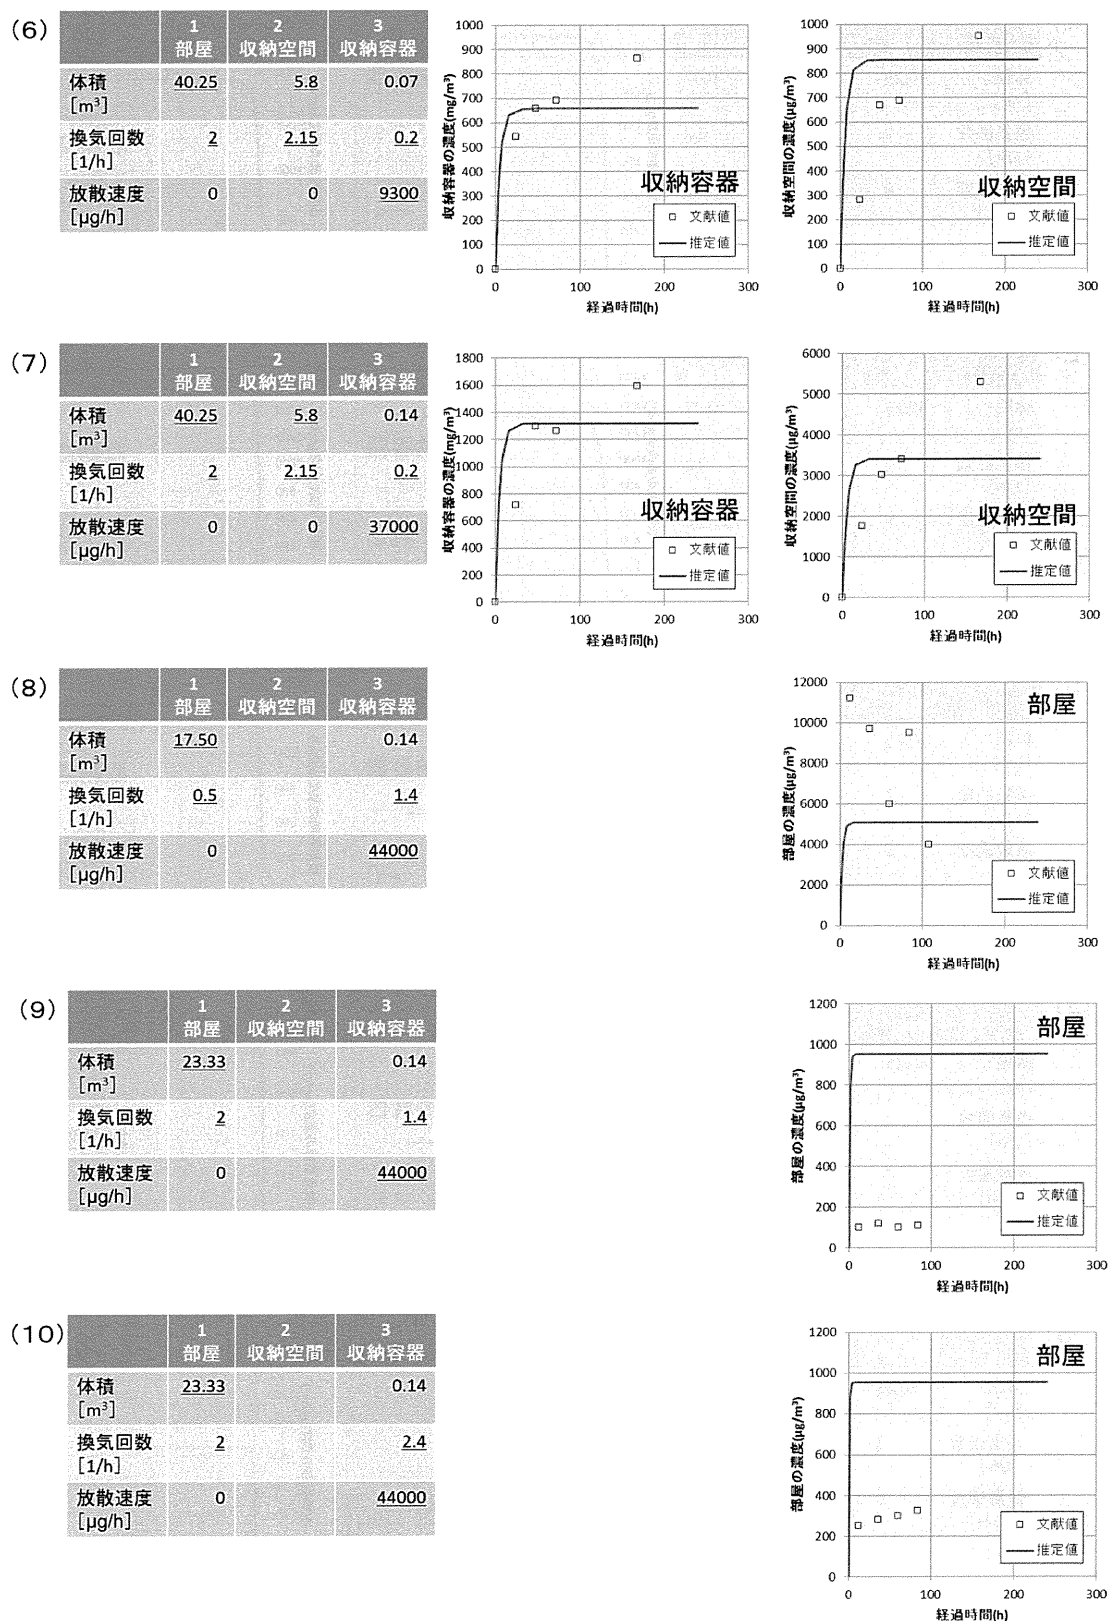 (6)
1 2 3
部屋 収納空間 収納容器
体積 40.25 5.8 0.07
[m³]
換気回数 2 2.15 0.2
[1/h]
放散速度 0 0 9300
[μg/h]
収納容器の濃度(mg/m³)
1000
900
800
700
600
500
400
300
200
100
0
0 100 200 300
経過時間(h)
収納容器
文献値
推定値
収納空間の濃度(μg/m³)
1000
900
800
700
600
500
400
300
200
100
0
0 100 200 300
経過時間(h)
収納空間
文献値
推定値
(7)
1 2 3
部屋 収納空間 収納容器
体積 40.25 5.8 0.14
[m³]
換気回数 2 2.15 0.2
[1/h]
放散速度 0 0 37000
[μg/h]
収納容器の濃度(mg/m³)
1800
1600
1400
1200
1000
800
600
400
200
0
0 100 200 300
経過時間(h)
収納容器
文献値
推定値
収納空間の濃度(μg/m³)
6000
5000
4000
3000
2000
1000
0
0 100 200 300
経過時間(h)
収納空間
文献値
推定値
(8)
1 2 3
部屋 収納空間 収納容器
体積 17.50 0.14
[m³]
換気回数 0.5 1.4
[1/h]
放散速度 0 44000
[μg/h]
部屋の濃度(μg/m³)
12000
10000
8000
6000
4000
2000
0
0 100 200 300
経過時間(h)
部屋
文献値
推定値
(9)
1 2 3
部屋 収納空間 収納容器
体積 23.33 0.14
[m³]
換気回数 2 1.4
[1/h]
放散速度 0 44000
[μg/h]
部屋の濃度(μg/m³)
1200
1000
800
600
400
200
0
0 100 200 300
経過時間(h)
部屋
文献値
推定値
(10)
1 2 3
部屋 収納空間 収納容器
体積 23.33 0.14
[m³]
換気回数 2 2.4
[1/h]
放散速度 0 44000
[μg/h]
部屋の濃度(μg/m³)
1200
1000
800
600
400
200
0
0 100 200 300
経過時間(h)
部屋
文献値
推定値